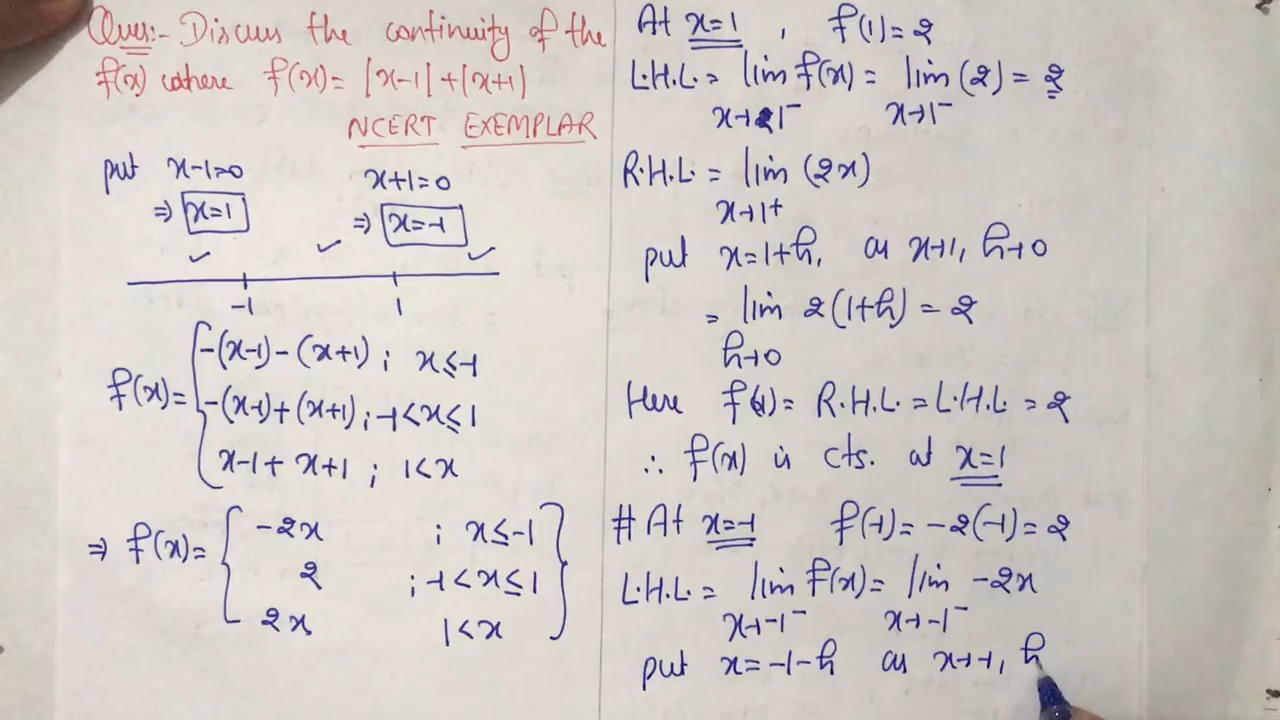 Ques:- Discuss the continuity of the
f(x) where f(x) = |x-1| + |x+1|
NCERT EXEMPLAR
put x-1=0 x+1=0
⇒ x=1 ⇒ x=-1
-1 1
f(x) = { -(x-1) - (x+1) ; x ≤ -1
-(x-1) + (x+1) ; -1 < x ≤ 1
x-1 + x+1 ; 1 < x
⇒ f(x) = { -2x ; x ≤ -1
2 ; -1 < x ≤ 1
2x 1 < x }
At x=1 , f(1) = 2
L.H.L. = lim f(x) = lim (2) = 2
x→1⁻ x→1⁻
R.H.L. = lim (2x)
x→1+
put x = 1+h, as x→1, h→0
= lim 2(1+h) = 2
h→0
Here f(1) = R.H.L. = L.H.L. = 2
∴ f(x) is cts. at x=1
# At x=-1 f(-1) = -2(-1) = 2
L.H.L. = lim f(x) = lim -2x
x→-1⁻ x→-1⁻
put x = -1-h as x→-1, h